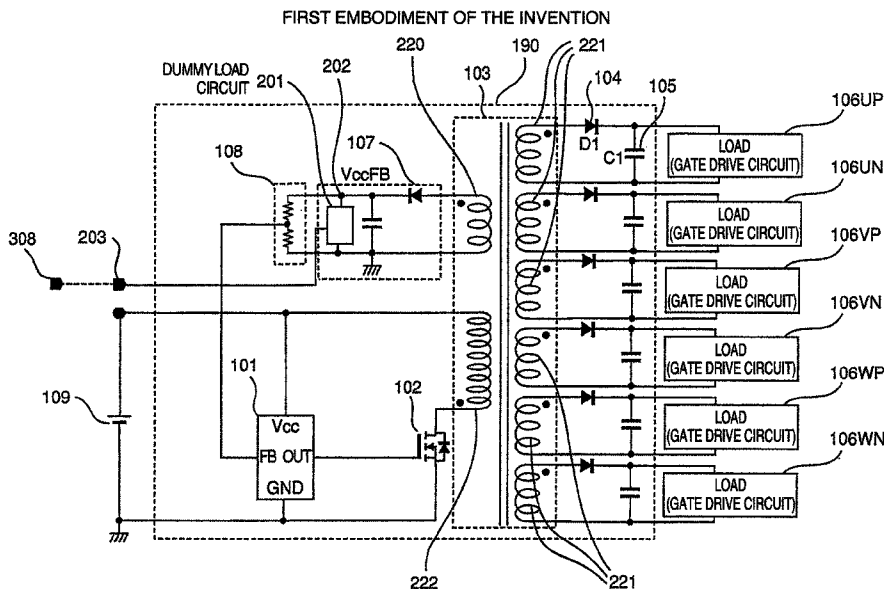 FIRST EMBODIMENT OF THE INVENTION
220
190
221
DUMMY LOAD
CIRCUIT
201
202
103
104
105
106UP
107
108
VccFB
D1
C1
LOAD
(GATE DRIVE CIRCUIT)
106UN
LOAD
(GATE DRIVE CIRCUIT)
106VP
308
203
LOAD
(GATE DRIVE CIRCUIT)
106VN
LOAD
(GATE DRIVE CIRCUIT)
106WP
101
102
109
Vcc
FB OUT
GND
LOAD
(GATE DRIVE CIRCUIT)
106WN
LOAD
(GATE DRIVE CIRCUIT)
222
221